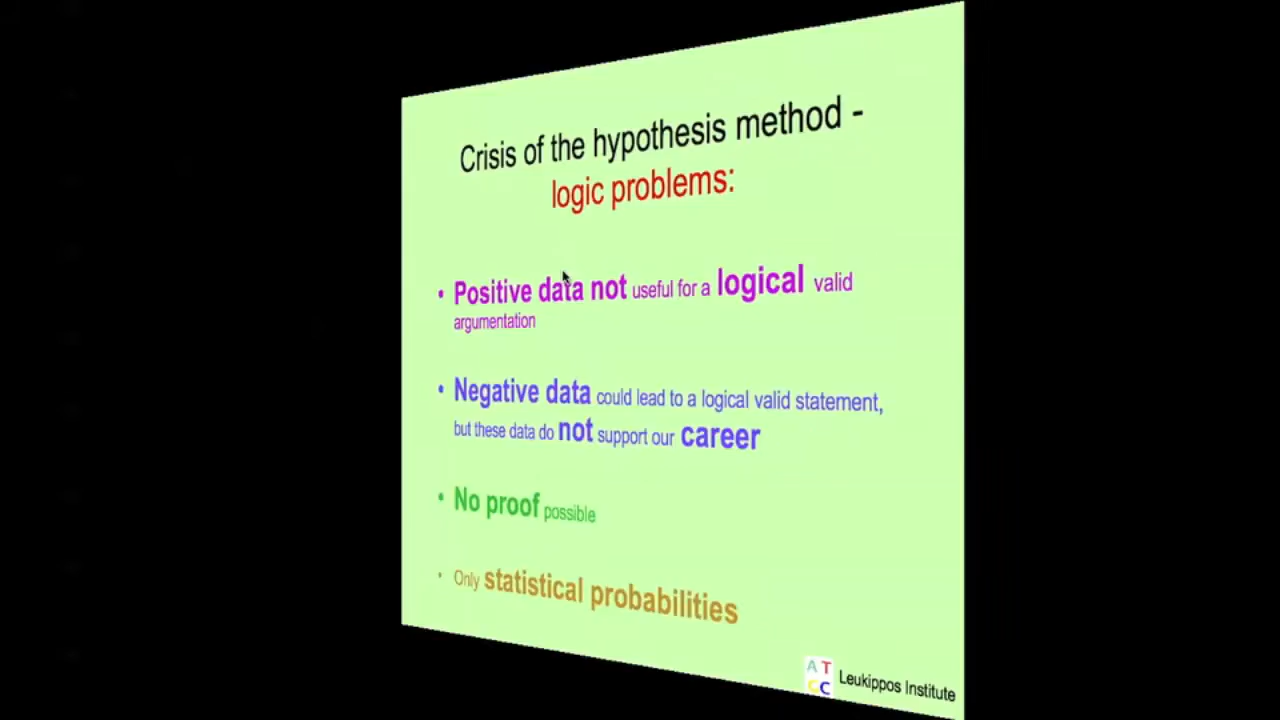 Crisis of the hypothesis method -
logic problems:
• Positive data not useful for a logical valid
argumentation
• Negative data could lead to a logical valid statement,
but these data do not support our career
• No proof possible
• Only statistical probabilities
A T
C C
Leukippos Institute